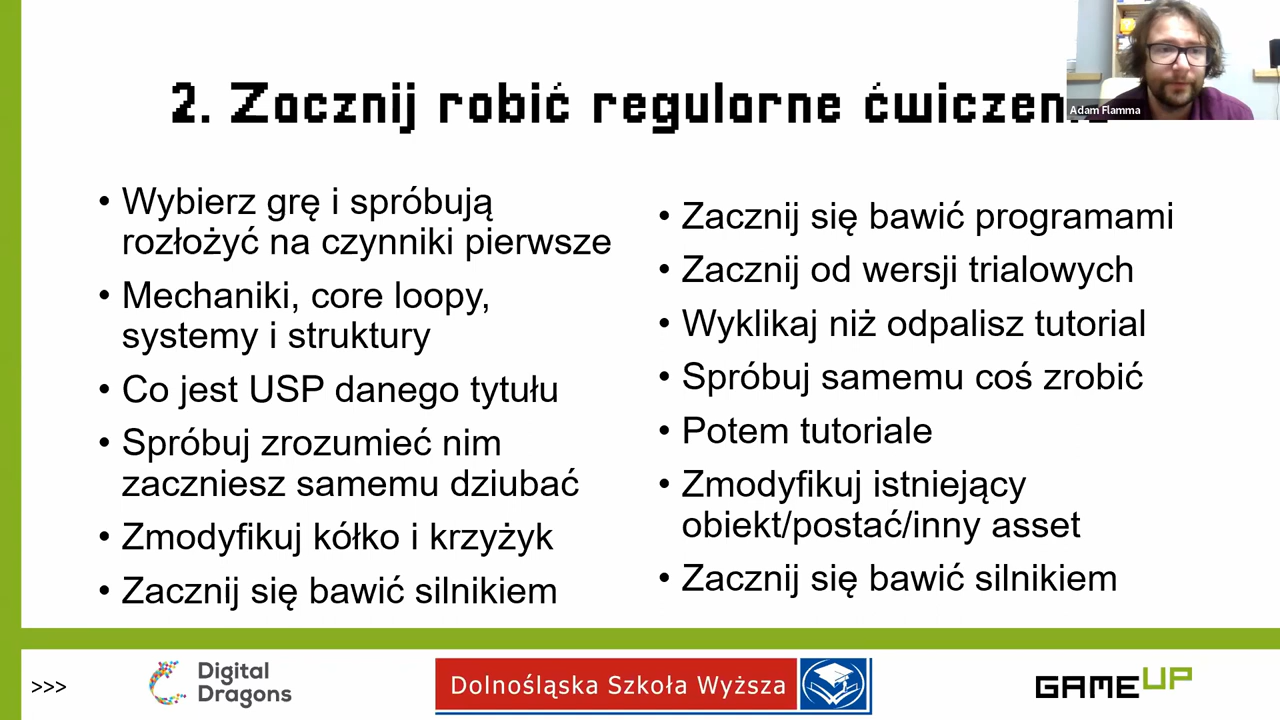 2. Zacznij robić regularne ćwiczenia
Adam Flamma
• Wybierz grę i spróbują
rozłożyć na czynniki pierwsze
• Mechaniki, core loopy,
systemy i struktury
• Co jest USP danego tytułu
• Spróbuj zrozumieć nim
zaczniesz samemu dziubać
• Zmodyfikuj kółko i krzyżyk
• Zacznij się bawić silnikiem
• Zacznij się bawić programami
• Zacznij od wersji trialowych
• Wyklikaj niż odpalisz tutorial
• Spróbuj samemu coś zrobić
• Potem tutoriale
• Zmodyfikuj istniejący
obiekt/postać/inny asset
• Zacznij się bawić silnikiem
>>>
Digital
Dragons
Dolnośląska Szkoła Wyższa
GAMEUP